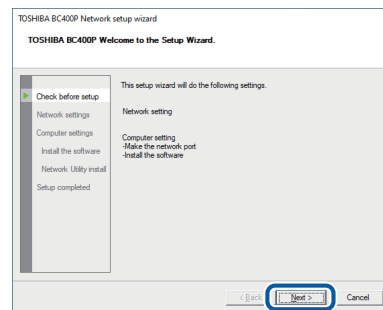 TOSHIBA BC400P Network setup wizard
TOSHIBA BC400P Welcome to the Setup Wizard.
Check before setup
Network settings
Computer settings
Install the software
Network Utility install
Setup completed
This setup wizard will do the following settings.
Network setting
Computer setting
-Make the network port
-Install the software
< Back
Next >
Cancel